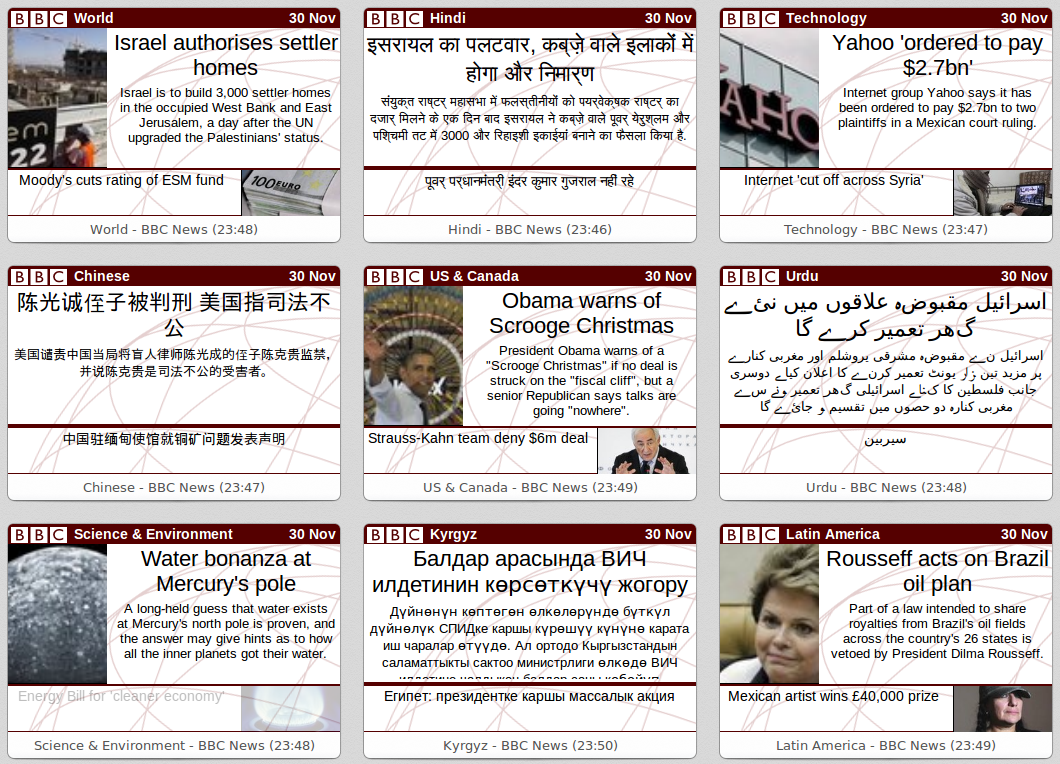 BBC World 30 Nov
Israel authorises settler
homes
Israel is to build 3,000 settler homes
in the occupied West Bank and East
Jerusalem, a day after the UN
upgraded the Palestinians' status.
em
22
Moody's cuts rating of ESM fund
100 EURO
World - BBC News (23:48)
BBC Hindi 30 Nov
इसरायल का पलटवार, कब्ज़े वाले इलाकों में
होगा और निमार्ण
संयुक्त राष्ट्र महासभा में फलस्तीनीयों को पयर्वेक्षक राष्ट्र का
दजार् मिलने के एक दिन बाद इसरायल ने कब्ज़े वाले पूवर् येरुश्लम और
पश्चिमी तट में 3000 और रिहाइशी इकाईयां बनाने का फैसला किया है.
पूवर् प्रधानमंत्री इंदर कुमार गुजराल नहीं रहे
Hindi - BBC News (23:46)
BBC Technology 30 Nov
Yahoo 'ordered to pay
$2.7bn'
Internet group Yahoo says it has
been ordered to pay $2.7bn to two
plaintiffs in a Mexican court ruling.
AHO
Internet 'cut off across Syria'
Technology - BBC News (23:47)
BBC Chinese 30 Nov
陈光诚侄子被判刑 美国指司法不
公
美国谴责中国当局将盲人律师陈光成的侄子陈克贵监禁，
并说陈克贵是司法不公的受害者。
中国驻缅甸使馆就铜矿问题发表声明
Chinese - BBC News (23:47)
BBC US & Canada 30 Nov
Obama warns of
Scrooge Christmas
President Obama warns of a
"Scrooge Christmas" if no deal is
struck on the "fiscal cliff", but a
senior Republican says talks are
going "nowhere".
Strauss-Kahn team deny $6m deal
US & Canada - BBC News (23:49)
BBC Urdu 30 Nov
اسرائیل مقبوضہ علاقوں میں نئے
گھر تعمیر کرے گا
اسرائیل نے مقبوضہ مشرقی یروشلم اور مغربی کنارے
پر مزید تین ہزار یونٹ تعمیر کرنے کا اعلان کیا ہے دوسری
جانب فلسطین کا کہنا ہے اسرائیلی گھر تعمیر ہونے سے
مغربی کنارہ دو حصوں میں تقسیم ہو جائے گا
سیربین
Urdu - BBC News (23:48)
BBC Science & Environment 30 Nov
Water bonanza at
Mercury's pole
A long-held guess that water exists
at Mercury's north pole is proven, and
the answer may give hints as to how
all the inner planets got their water.
Energy Bill for 'cleaner economy'
Science & Environment - BBC News (23:48)
BBC Kyrgyz 30 Nov
Балдар арасында ВИЧ
илдетинин көрсөткүчү жогору
Дүйнөнүн көптөгөн өлкөлөрүндө бүткүл
дүйнөлүк СПИДке каршы күрөшүү күнүнө карата
иш чаралар өтүүдө. Ал ортодо Кыргызстандын
саламаттыкты сактоо министрлиги өлкөдө ВИЧ
Египет: президентке каршы массалык акция
Kyrgyz - BBC News (23:50)
BBC Latin America 30 Nov
Rousseff acts on Brazil
oil plan
Part of a law intended to share
royalties from Brazil's oil fields
across the country's 26 states is
vetoed by President Dilma Rousseff.
Mexican artist wins £40,000 prize
Latin America - BBC News (23:49)